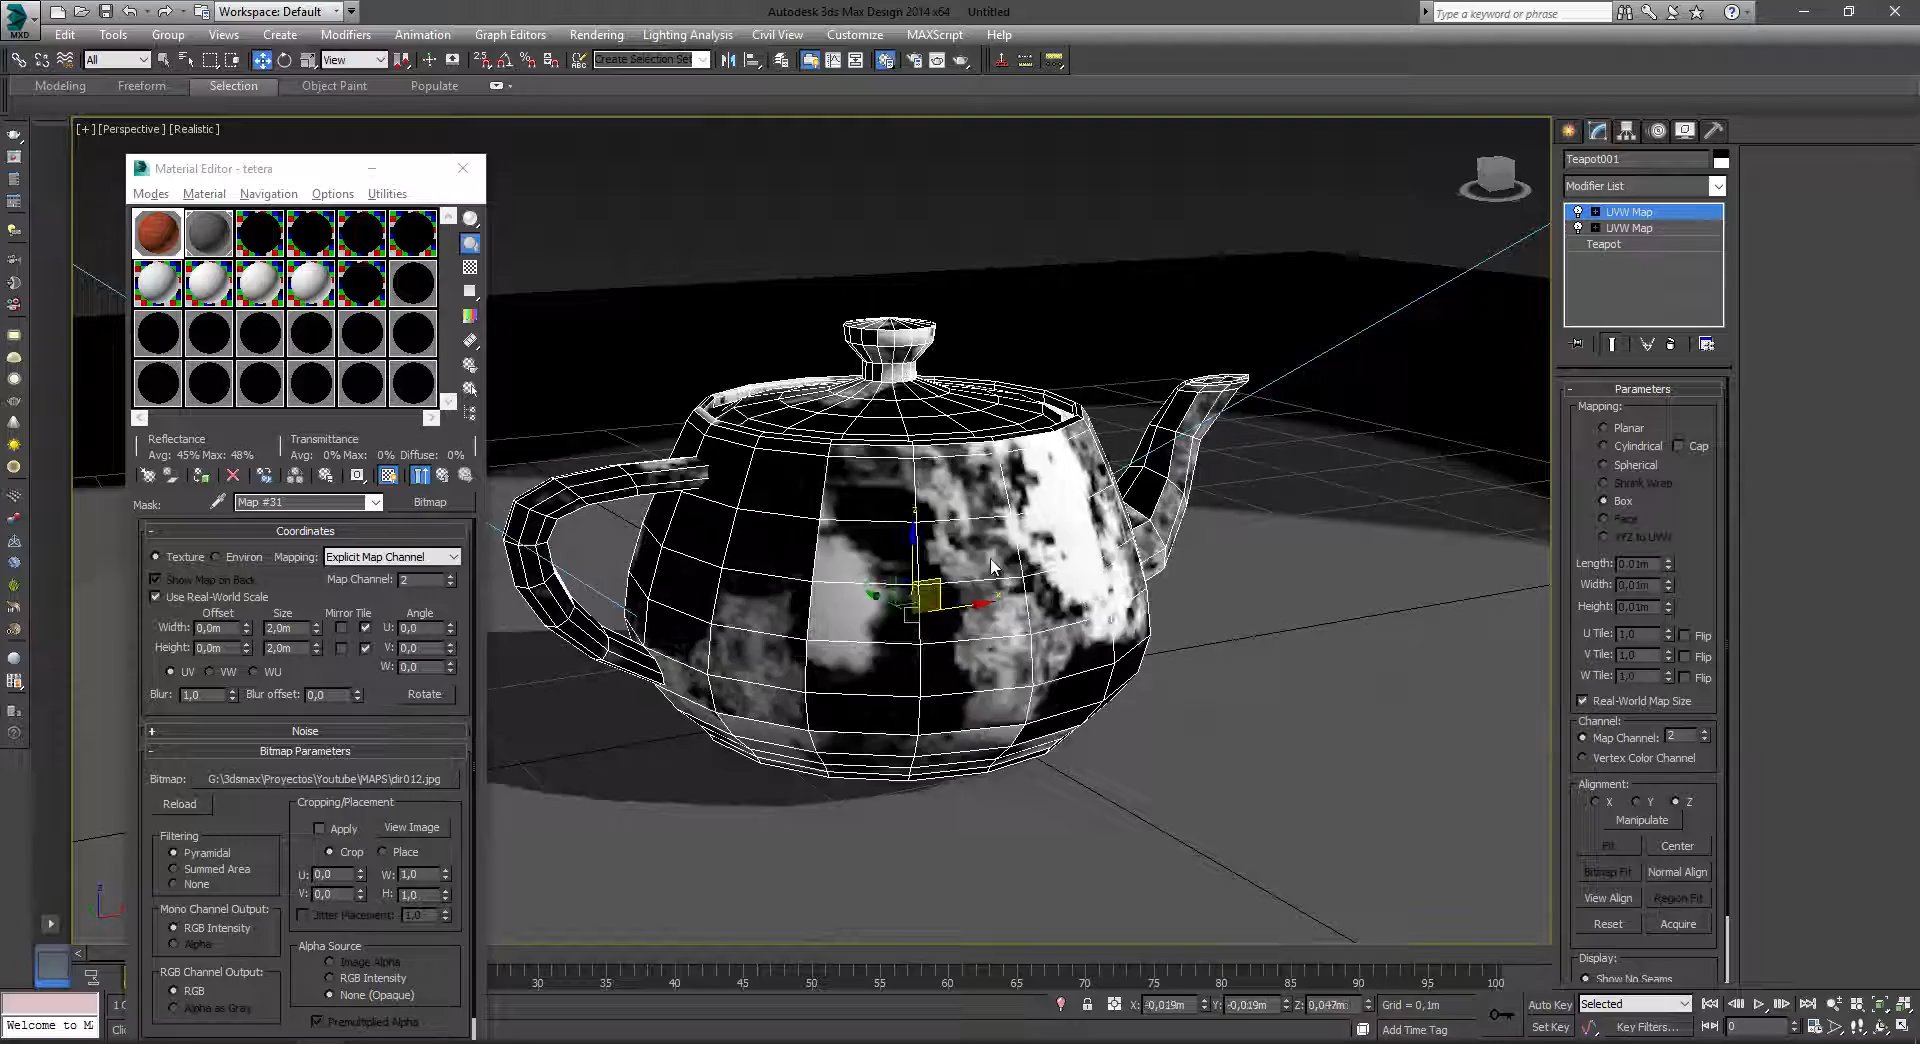 Workspace: Default
Autodesk 3ds Max Design 2014 x64 Untitled
Type a keyword or phrase
MXD
Edit Tools Group Views Create Modifiers Animation Graph Editors Rendering Lighting Analysis Civil View Customize MAXScript Help
All
View
Create Selection Set
Modeling Freeform Selection Object Paint Populate
[+] [Perspective] [Realistic]
Material Editor - tetera
Modes Material Navigation Options Utilities
Reflectance
Avg: 45% Max: 48%
Transmittance
Avg: 0% Max: 0% Diffuse: 0%
Mask: Map #31 Bitmap
Coordinates
Texture Environ Mapping: Explicit Map Channel
Show Map on Back Map Channel: 2
Use Real-World Scale
Offset Size Mirror Tile Angle
Width: 0,0m 2,0m U: 0,0
Height: 0,0m 2,0m V: 0,0
W: 0,0
UV VW WU
Blur: 1,0 Blur offset: 0,0 Rotate
Noise
Bitmap Parameters
Bitmap: G:\3dsmax\Proyectos\Youtube\MAPS\dir012.jpg
Reload
Cropping/Placement
Apply View Image
Crop Place
U: 0,0 W: 1,0
V: 0,0 H: 1,0
Jitter Placement: 1,0
Filtering
Pyramidal
Summed Area
None
Mono Channel Output:
RGB Intensity
Alpha
RGB Channel Output:
RGB
Alpha as Gray
Alpha Source
Image Alpha
RGB Intensity
None (Opaque)
Premultiplied Alpha
Teapot001
Modifier List
UVW Map
UVW Map
Teapot
Parameters
Mapping:
Planar
Cylindrical Cap
Spherical
Shrink Wrap
Box
Face
XYZ to UVW
Length: 0,01m
Width: 0,01m
Height: 0,01m
U Tile: 1,0 Flip
V Tile: 1,0 Flip
W Tile: 1,0 Flip
Real-World Map Size
Channel:
Map Channel: 2
Vertex Color Channel
Alignment:
X Y Z
Manipulate
Fit Center
Bitmap Fit Normal Align
View Align Region Fit
Reset Acquire
Display:
Show No Seams
30 35 40 45 50 55 60 65 70 75 80 85 90 95 100
X: -0,019m Y: -0,019m Z: 0,047m Grid = 0,1m
Add Time Tag
Auto Key Selected
Set Key Key Filters... 0
Welcome to M